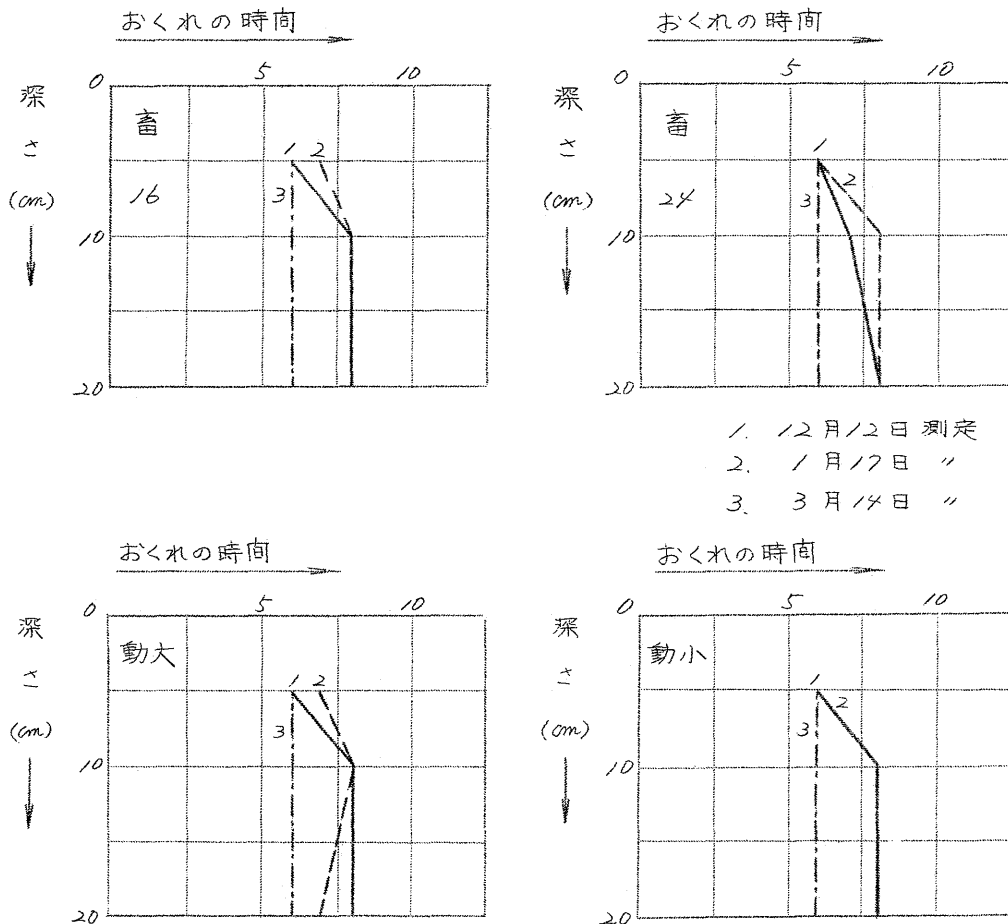 おくれの時間
0 5 10
深さ
(cm)
畜
16
1 2
3
10
20
おくれの時間
0 5 10
深さ
(cm)
畜
24
1
2
3
10
20
1. 12月12日 測定
2. 1月17日 〃
3. 3月14日 〃
おくれの時間
0 5 10
深さ
(cm)
動大
1 2
3
10
20
おくれの時間
0 5 10
深さ
(cm)
動小
1
2
3
10
20